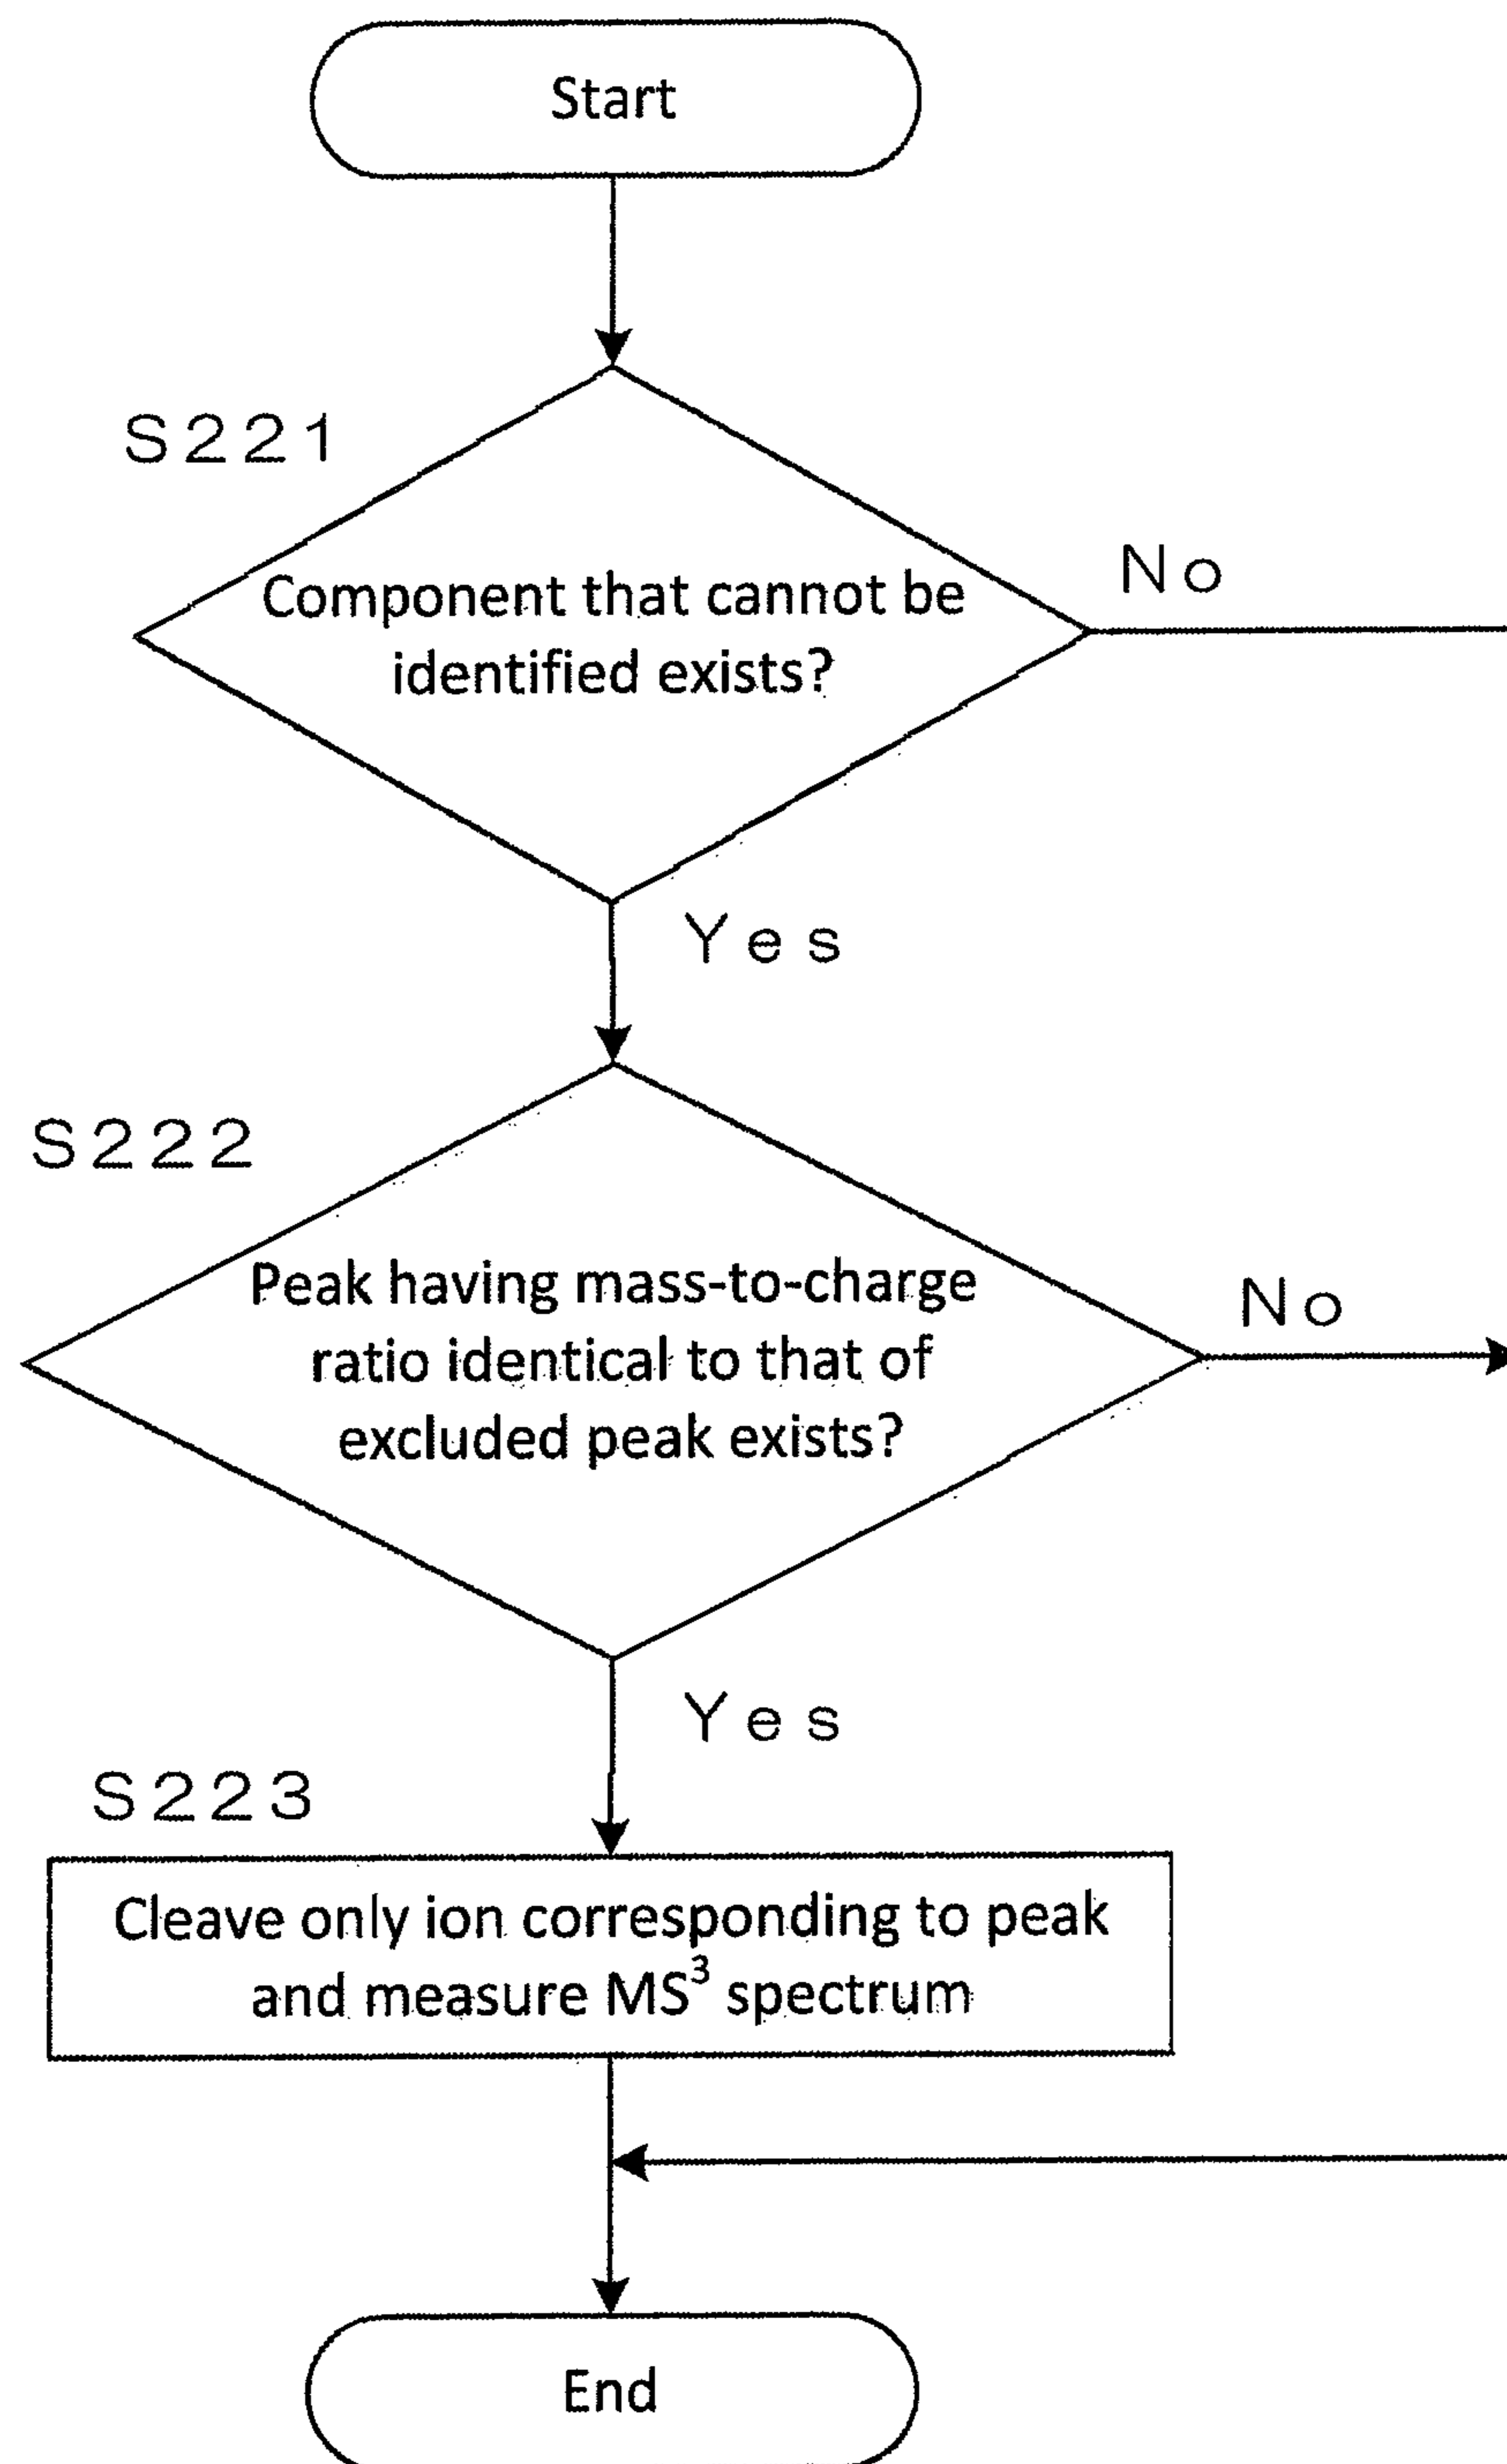 Start
S221
Component that cannot be
identified exists?
No
Yes
S222
Peak having mass-to-charge
ratio identical to that of
excluded peak exists?
No
Yes
S223
Cleave only ion corresponding to peak
and measure MS³ spectrum
End